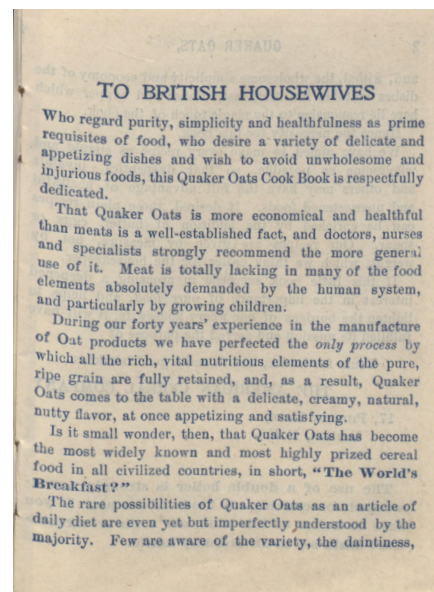 TO BRITISH HOUSEWIVES
Who regard purity, simplicity and healthfulness as prime
requisites of food, who desire a variety of delicate and
appetizing dishes and wish to avoid unwholesome and
injurious foods, this Quaker Oats Cook Book is respectfully
dedicated.
That Quaker Oats is more economical and healthful
than meats is a well-established fact, and doctors, nurses
and specialists strongly recommend the more general
use of it. Meat is totally lacking in many of the food
elements absolutely demanded by the human system,
and particularly by growing children.
During our forty years' experience in the manufacture
of Oat products we have perfected the only process by
which all the rich, vital nutritious elements of the pure,
ripe grain are fully retained, and, as a result, Quaker
Oats comes to the table with a delicate, creamy, natural,
nutty flavor, at once appetizing and satisfying.
Is it small wonder, then, that Quaker Oats has become
the most widely known and most highly prized cereal
food in all civilized countries, in short, "The World's
Breakfast?"
The rare possibilities of Quaker Oats as an article of
daily diet are even yet but imperfectly understood by the
majority. Few are aware of the variety, the daintiness,